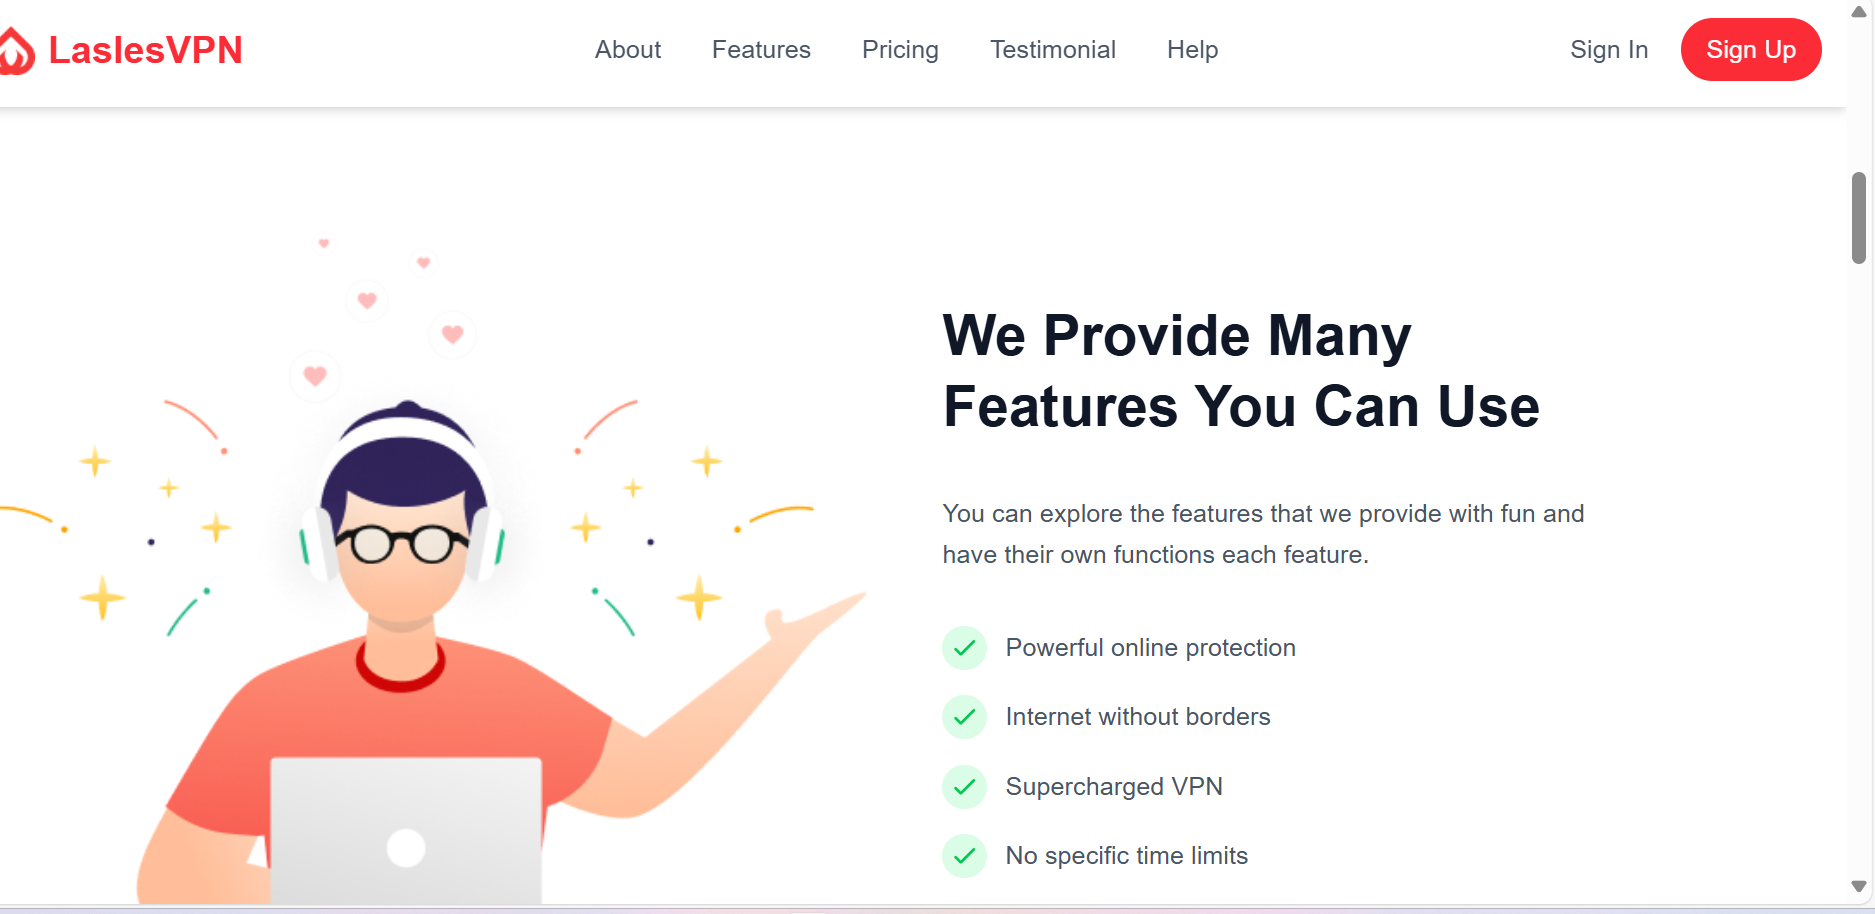 LaslesVPN
About
Features
Pricing
Testimonial
Help
Sign In
Sign Up
We Provide Many
Features You Can Use
You can explore the features that we provide with fun and
have their own functions each feature.
Powerful online protection
Internet without borders
Supercharged VPN
No specific time limits